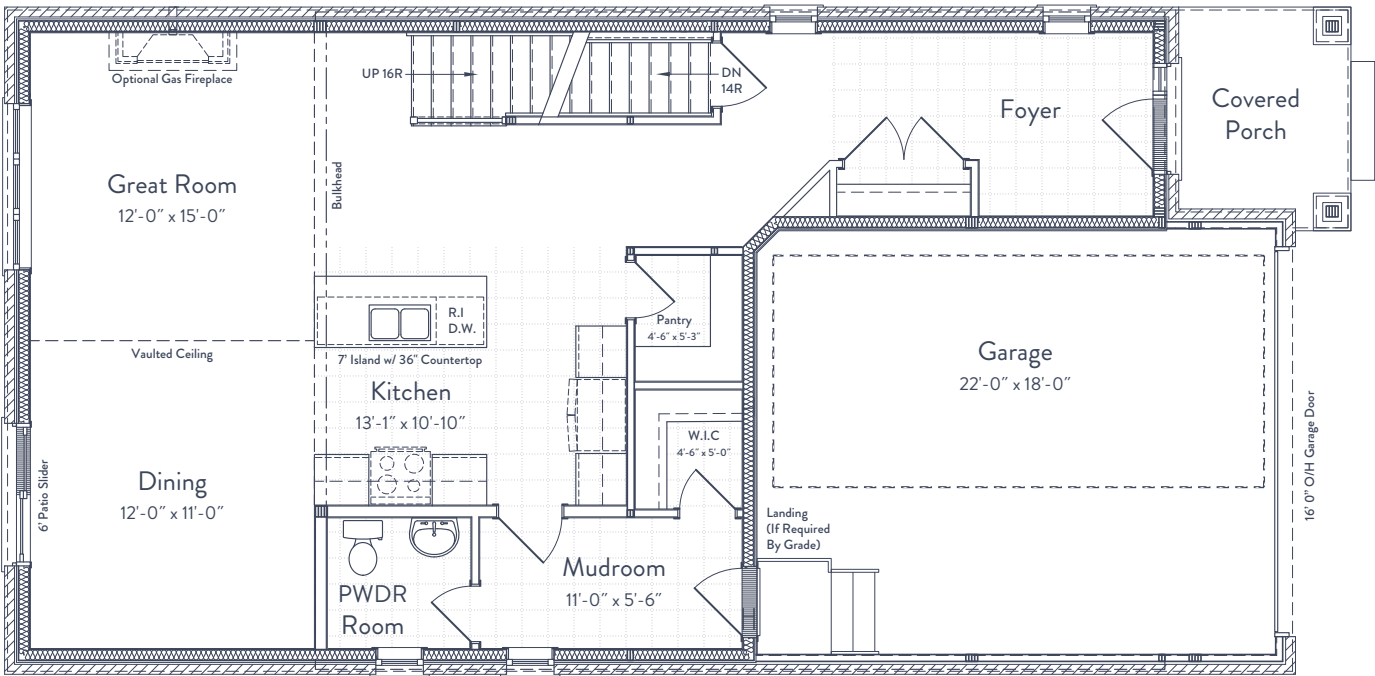 Optional Gas Fireplace
UP 16R
DN
14R
Foyer
Covered
Porch
Great Room
12'-0" x 15'-0"
Bulkhead
R.I
D.W.
7' Island w/ 36" Countertop
Vaulted Ceiling
Pantry
4'-6" x 5'-3"
Garage
22'-0" x 18'-0"
Kitchen
13'-1" x 10'-10"
W.I.C
4'-6" x 5'-0"
16' 0" O/H Garage Door
Dining
12'-0" x 11'-0"
6' Patio Slider
Landing
(If Required
By Grade)
Mudroom
11'-0" x 5'-6"
PWDR
Room